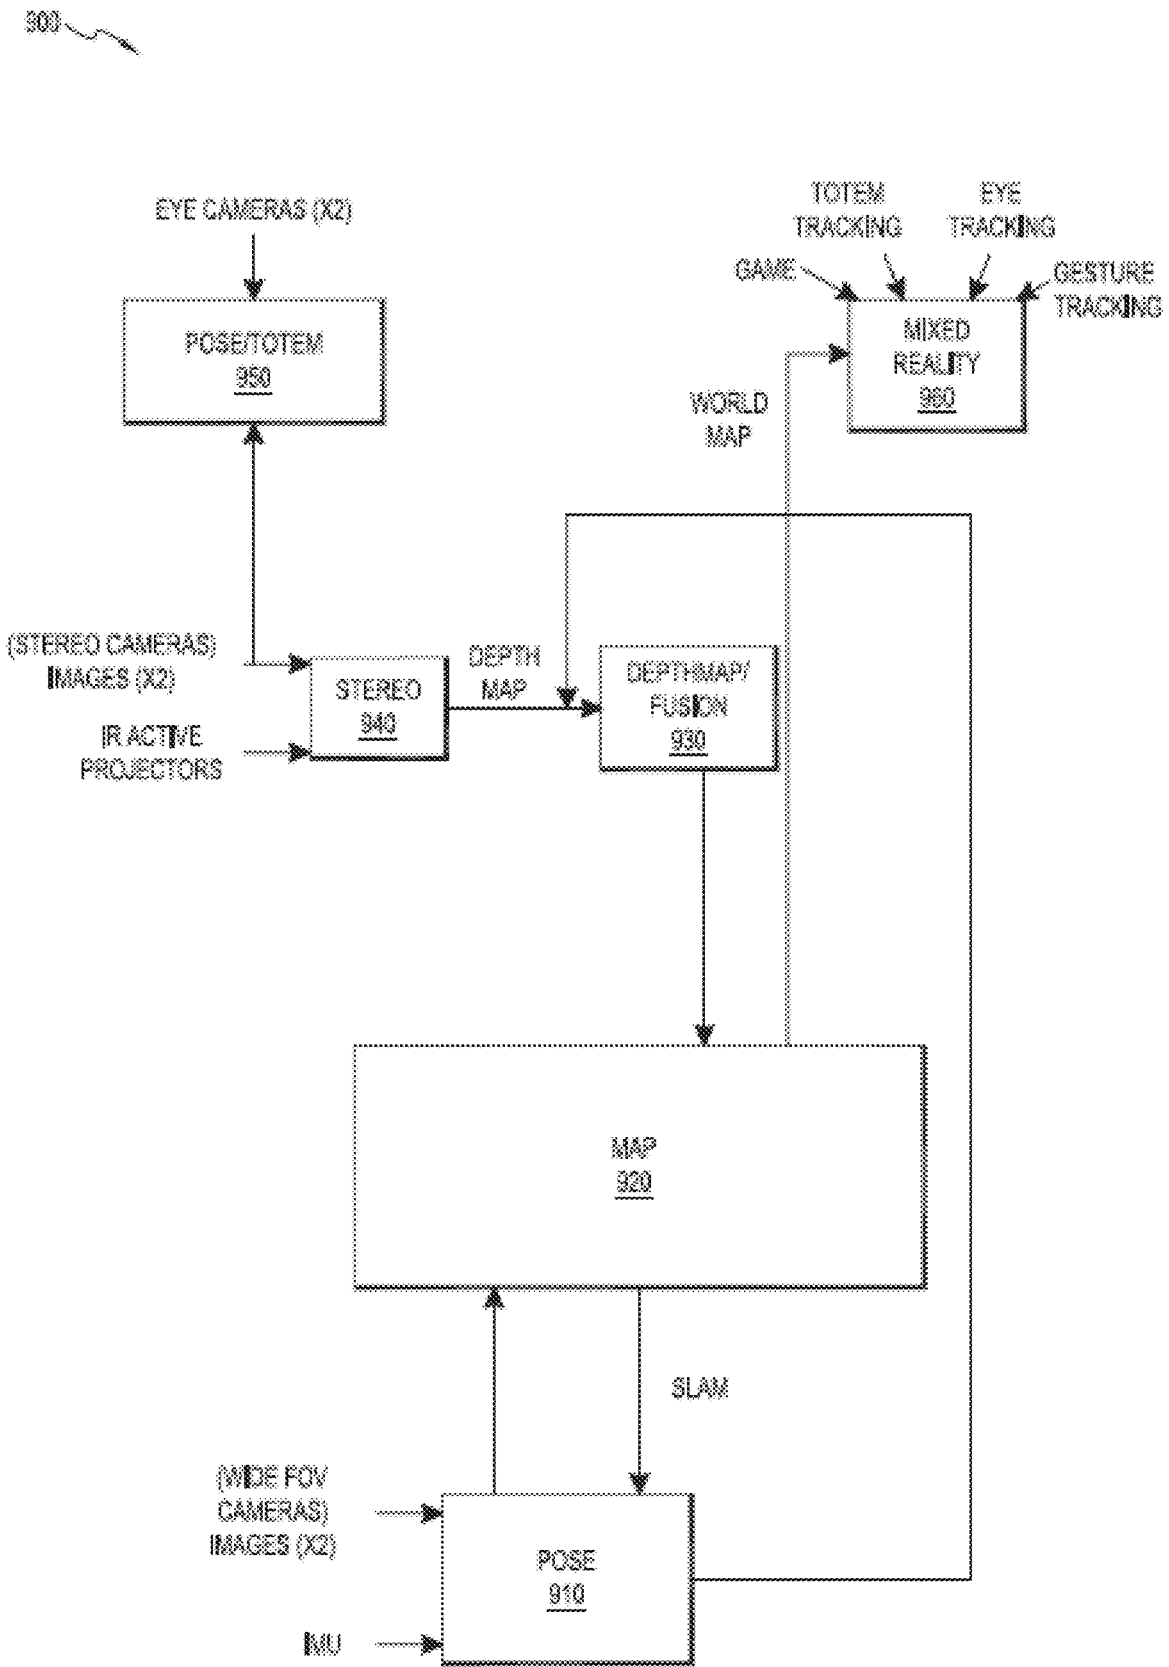 900
EYE CAMERAS (X2)
POSE/TOTEM
950
TOTEM
TRACKING
EYE
TRACKING
GAME
GESTURE
TRACKING
MIXED
REALITY
960
WORLD
MAP
(STEREO CAMERAS)
IMAGES (X2)
IR ACTIVE
PROJECTORS
STEREO
940
DEPTH
MAP
DEPTHMAP/
FUSION
930
MAP
920
SLAM
(WIDE FOV
CAMERAS)
IMAGES (X2)
IMU
POSE
910